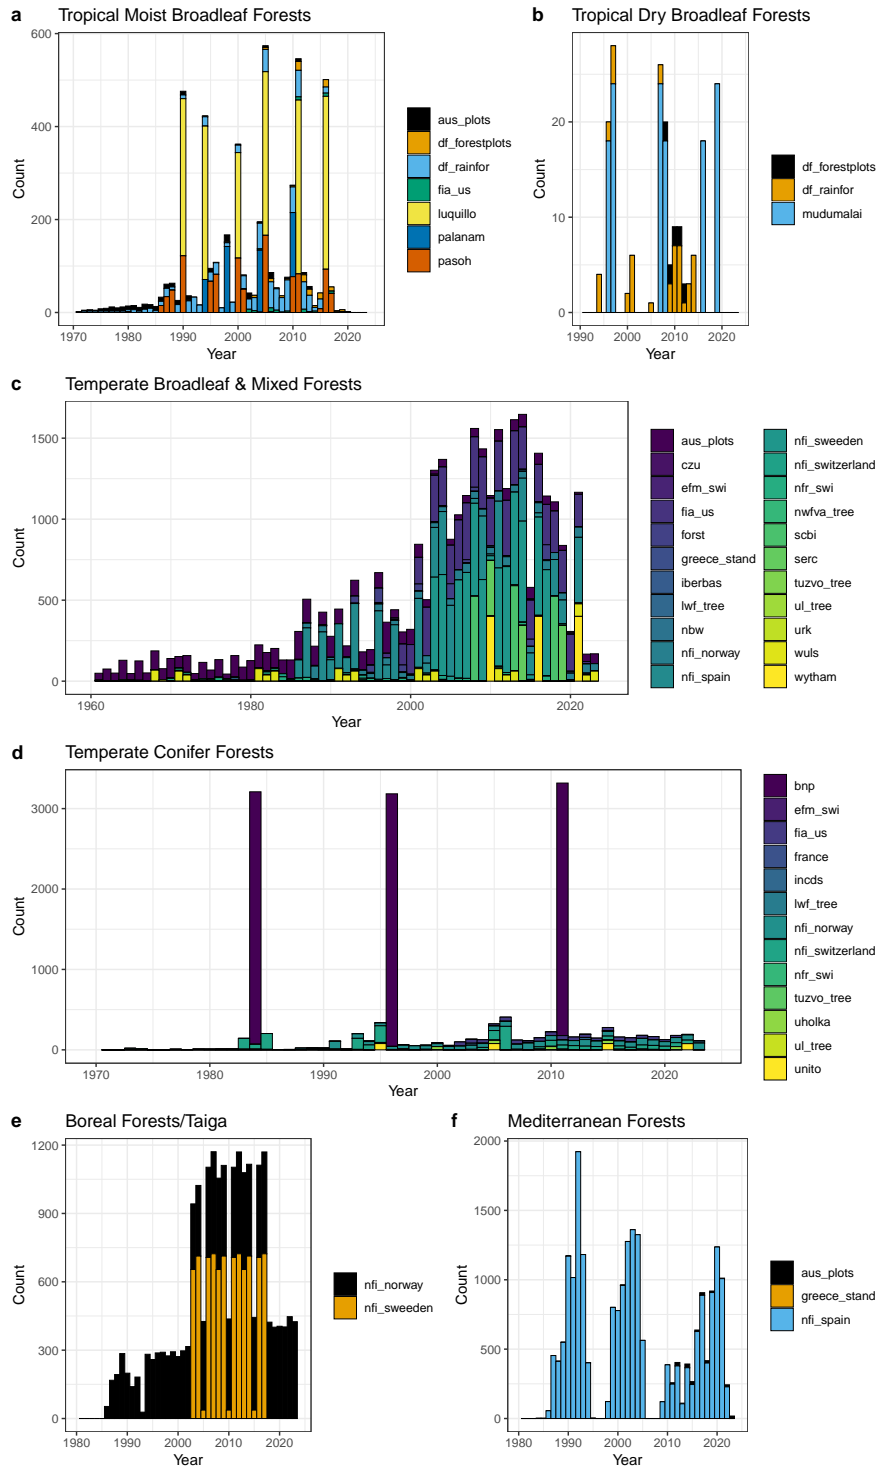 a Tropical Moist Broadleaf Forests
600
400
200
0
Count
1970 1980 1990 2000 2010 2020
Year
aus_plots
df_forestplots
df_rainfor
fia_us
luquillo
palanam
pasoh
b Tropical Dry Broadleaf Forests
20
10
0
Count
1990 2000 2010 2020
Year
df_forestplots
df_rainfor
mudumalai
c Temperate Broadleaf & Mixed Forests
1500
1000
500
0
Count
1960 1980 2000 2020
Year
aus_plots
czu
efm_swi
fia_us
forst
greece_stand
iberbas
lwf_tree
nbw
nfi_norway
nfi_spain
nfi_sweden
nfi_switzerland
nfr_swi
nwfva_tree
scbi
serc
tuzvo_tree
ul_tree
urk
wuls
wytham
d Temperate Conifer Forests
3000
2000
1000
0
Count
1970 1980 1990 2000 2010 2020
Year
bnp
efm_swi
fia_us
france
incds
lwf_tree
nfi_norway
nfi_switzerland
nfr_swi
tuzvo_tree
uholka
ul_tree
unito
e Boreal Forests/Taiga
1200
900
600
300
0
Count
1980 1990 2000 2010 2020
Year
nfi_norway
nfi_sweeden
f Mediterranean Forests
2000
1500
1000
500
0
Count
1980 1990 2000 2010 2020
Year
aus_plots
greece_stand
nfi_spain